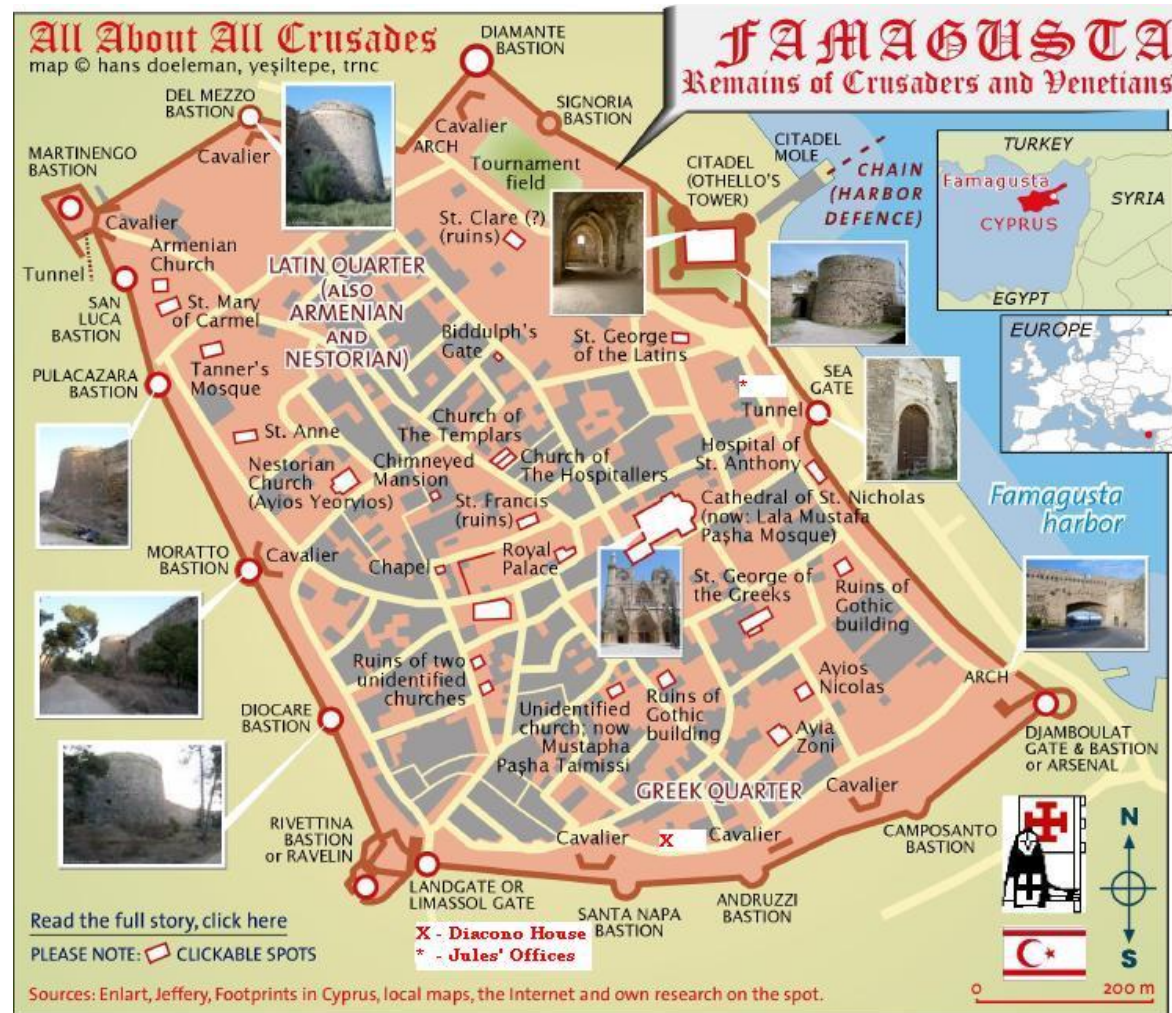 All About All Crusades
map © hans doeleman, yeşiltepe, trnc
FAMAGUSTA
Remains of Crusaders and Venetians
DIAMANTE
BASTION
DEL MEZZO
BASTION
Cavalier
MARTINENGO
BASTION
Cavalier
Tunnel
SIGNORIA
BASTION
Cavalier
ARCH
Tournament
field
CITADEL
(OTHELLO'S
TOWER)
CITADEL
MOLE
CHAIN
(HARBOR
DEFENCE)
TURKEY
Famagusta
CYPRUS
SYRIA
EGYPT
EUROPE
St. Clare (?)
(ruins)
Armenian
Church
St. Mary
of Carmel
SAN
LUCA
BASTION
LATIN QUARTER
(ALSO
ARMENIAN
AND
NESTORIAN)
Biddulph's
Gate
St. George
of the Latins
PULACAZARA
BASTION
Tanner's
Mosque
SEA
GATE
*
Tunnel
St. Anne
Church of
The Templars
Church of
The Hospitallers
Hospital of
St. Anthony
Nestorian
Church
(Ayios Yeoryios)
Chimneyed
Mansion
St. Francis
(ruins)
Cathedral of St. Nicholas
(now: Lala Mustafa
Paşha Mosque)
Famagusta
harbor
MORATTO
BASTION
Cavalier
Chapel
Royal
Palace
St. George of
the Greeks
Ruins of
Gothic
building
Ruins of two
unidentified
churches
Unidentified
church; now
Mustapha
Paşha Taimissi
Ruins of
Gothic
building
Ayios
Nicolas
Ayia
Zoni
ARCH
DJAMBOULAT
GATE & BASTION
or ARSENAL
DIOCARE
BASTION
GREEK QUARTER
Cavalier
RIVETTINA
BASTION
or RAVELIN
Cavalier
X
Cavalier
CAMPOSANTO
BASTION
LANDGATE OR
LIMASSOL GATE
SANTA NAPA
BASTION
ANDRUZZI
BASTION
N
S
Read the full story, click here
PLEASE NOTE: CLICKABLE SPOTS
X - Diacono House
* - Jules' Offices
Sources: Enlart, Jeffery, Footprints in Cyprus, local maps, the Internet and own research on the spot.
0 200 m